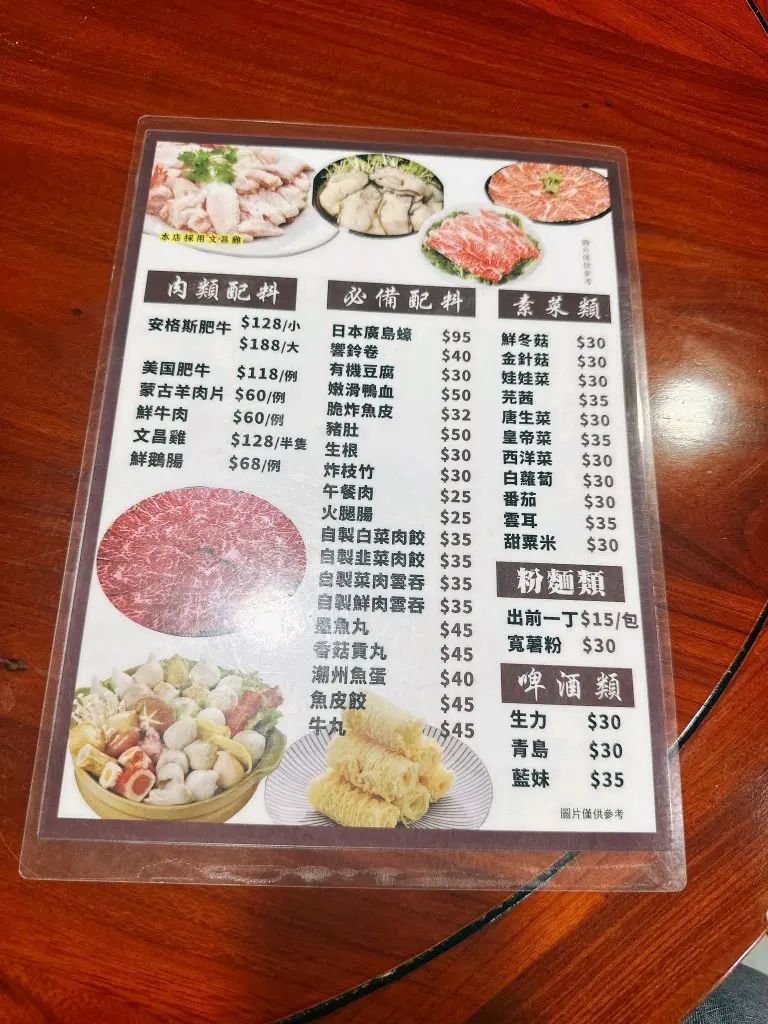 本店採用文昌雞
圖片僅供參考
肉類配料
安格斯肥牛 $128/小
$188/大
美国肥牛 $118/例
蒙古羊肉片 $60/例
鮮牛肉 $60/例
文昌雞 $128/半隻
鮮鵝腸 $68/例
必備配料
日本廣島蠔 $95
響鈴卷 $40
有機豆腐 $30
嫩滑鴨血 $50
脆炸魚皮 $32
豬肚 $50
生根 $30
炸枝竹 $30
午餐肉 $25
火腿腸 $25
自製白菜肉餃 $35
自製韭菜肉餃 $35
自製菜肉雲吞 $35
自製鮮肉雲吞 $35
墨魚丸 $45
香菇貢丸 $45
潮州魚蛋 $40
魚皮餃 $45
牛丸 $45
素菜類
鮮冬菇 $30
金針菇 $30
娃娃菜 $30
芫茜 $35
唐生菜 $30
皇帝菜 $35
西洋菜 $30
白蘿蔔 $30
番茄 $30
雲耳 $35
甜粟米 $30
粉麵類
出前一丁 $15/包
寬薯粉 $30
啤酒類
生力 $30
青島 $30
藍妹 $35
圖片僅供參考